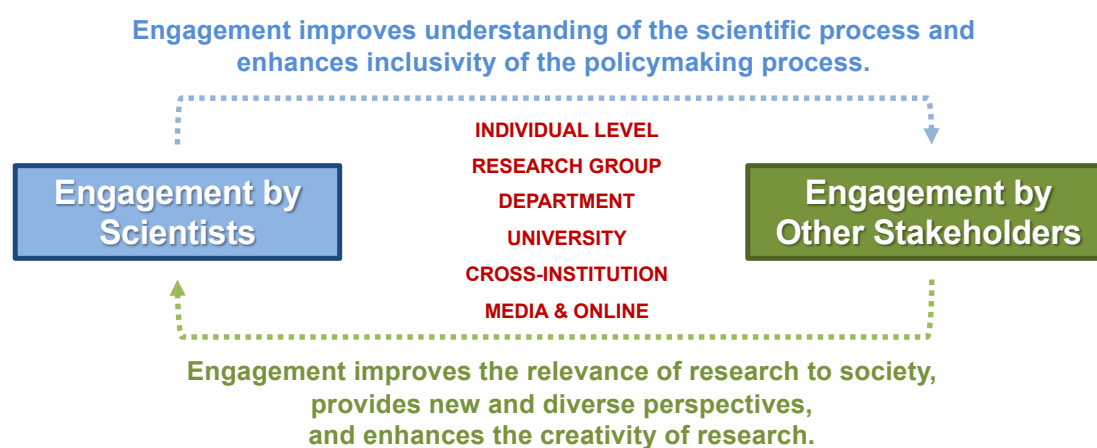 Engagement improves understanding of the scientific process and
enhances inclusivity of the policymaking process.
INDIVIDUAL LEVEL
RESEARCH GROUP
DEPARTMENT
UNIVERSITY
CROSS-INSTITUTION
MEDIA & ONLINE
Engagement by
Scientists
Engagement by
Other Stakeholders
Engagement improves the relevance of research to society,
provides new and diverse perspectives,
and enhances the creativity of research.